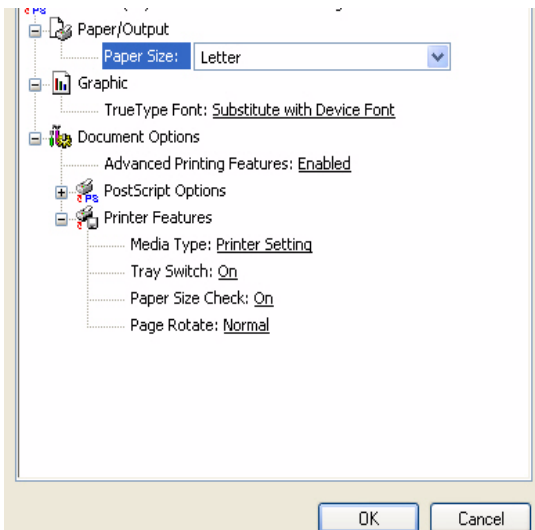 Paper/Output
Paper Size: Letter
Graphic
TrueType Font: Substitute with Device Font
Document Options
Advanced Printing Features: Enabled
PS PostScript Options
Printer Features
Media Type: Printer Setting
Tray Switch: On
Paper Size Check: On
Page Rotate: Normal
OK Cancel